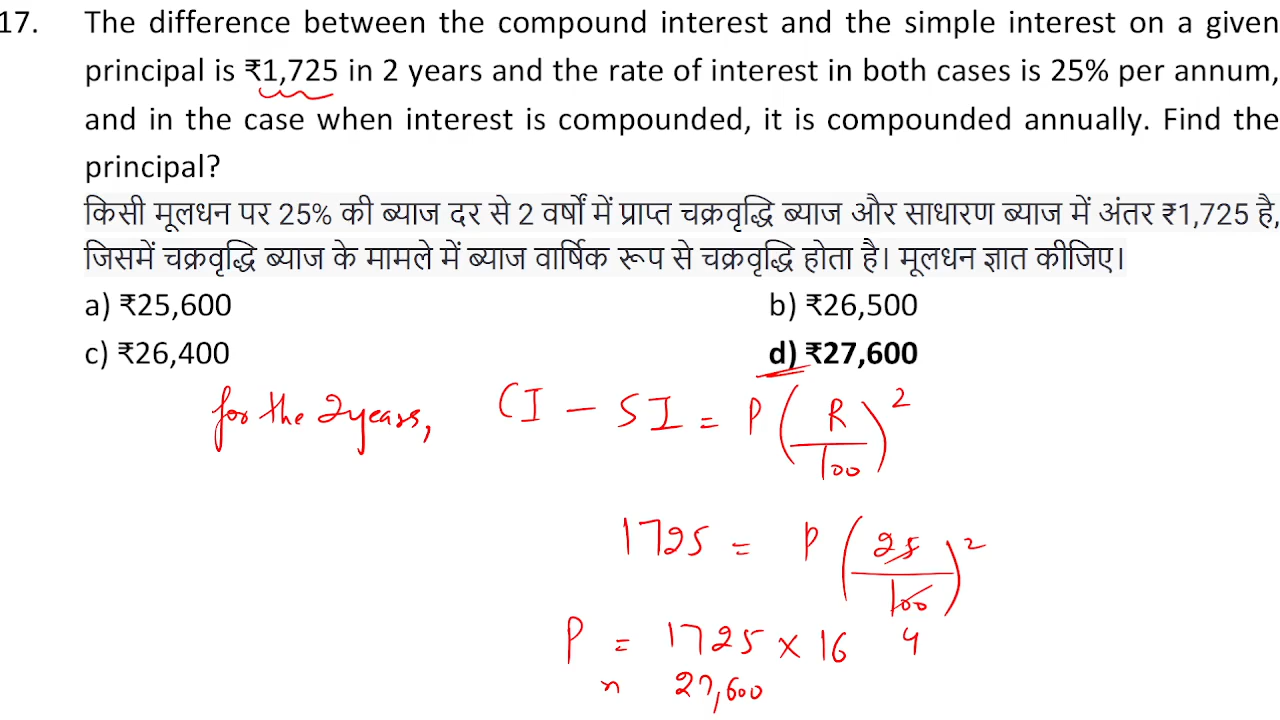 17. The difference between the compound interest and the simple interest on a given
principal is ₹1,725 in 2 years and the rate of interest in both cases is 25% per annum,
and in the case when interest is compounded, it is compounded annually. Find the
principal?
किसी मूलधन पर 25% की ब्याज दर से 2 वर्षों में प्राप्त चक्रवृद्धि ब्याज और साधारण ब्याज में अंतर ₹1,725 है,
जिसमें चक्रवृद्धि ब्याज के मामले में ब्याज वार्षिक रूप से चक्रवृद्धि होता है। मूलधन ज्ञात कीजिए।
a) ₹25,600 b) ₹26,500
c) ₹26,400 d) ₹27,600
for the 2years, CI - SI = P(R/100)²
1725 = P(25/100)²
4
P = 1725 × 16
= 27,600